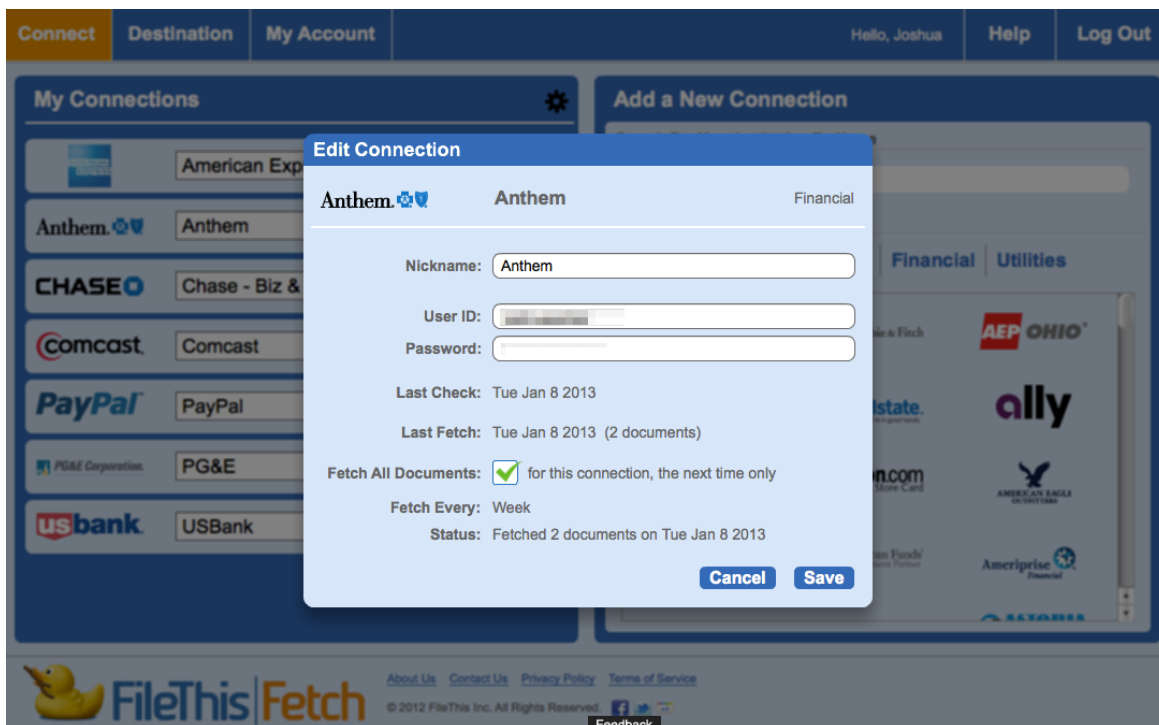 Connect Destination My Account Hello, Joshua Help Log Out
My Connections
American Exp
Anthem. Anthem
CHASE Chase - Biz &
Comcast Comcast
PayPal PayPal
PG&E Corporation. PG&E
usbank. USBank
Add a New Connection
Financial Utilities
AEP OHIO
lstate.
ally
n.com
Store Card
AMERICAN EAGLE
OUTFITTERS
Ameriprise
Financial
Edit Connection
Anthem. Anthem Financial
Nickname: Anthem
User ID:
Password:
Last Check: Tue Jan 8 2013
Last Fetch: Tue Jan 8 2013 (2 documents)
Fetch All Documents: for this connection, the next time only
Fetch Every: Week
Status: Fetched 2 documents on Tue Jan 8 2013
Cancel Save
FileThis Fetch
About Us Contact Us Privacy Policy Terms of Service
© 2012 FileThis Inc. All Rights Reserved.
Feedback